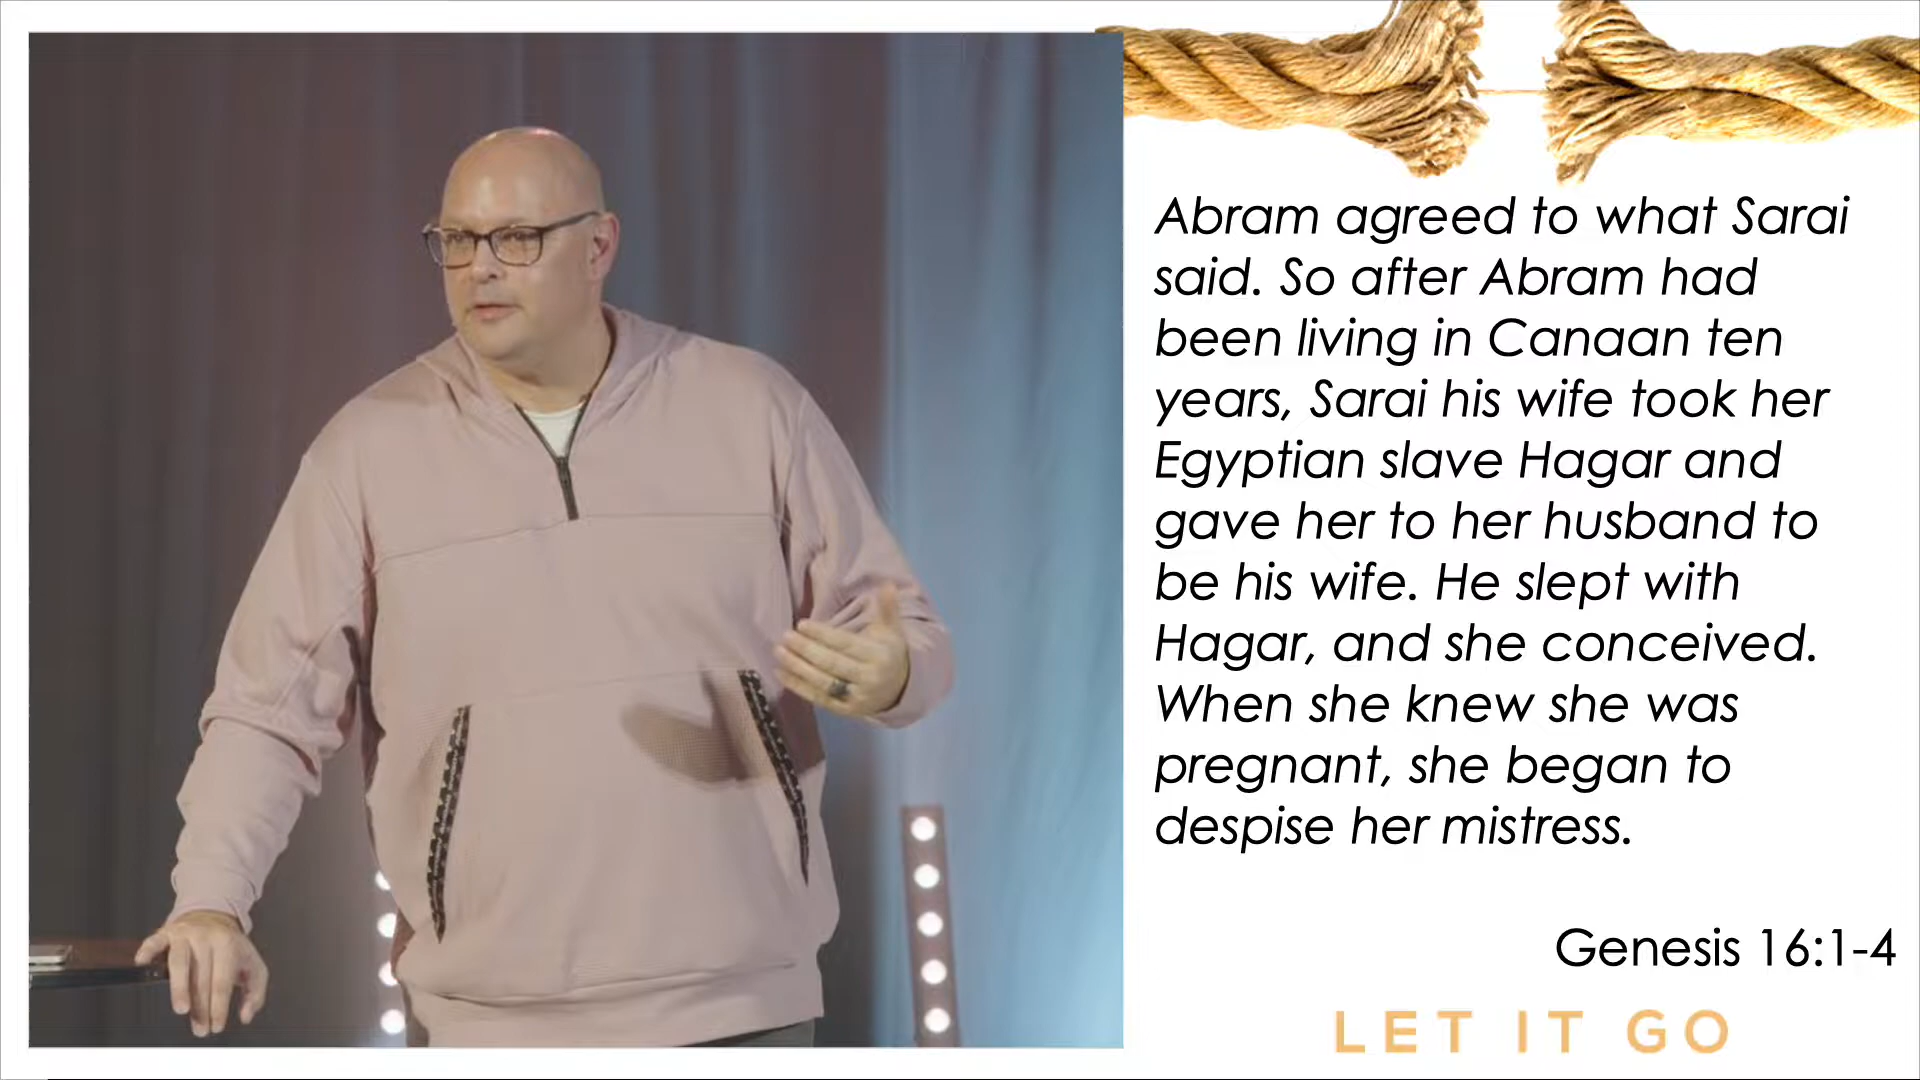 Abram agreed to what Sarai
said. So after Abram had
been living in Canaan ten
years, Sarai his wife took her
Egyptian slave Hagar and
gave her to her husband to
be his wife. He slept with
Hagar, and she conceived.
When she knew she was
pregnant, she began to
despise her mistress.
Genesis 16:1-4
LET IT GO